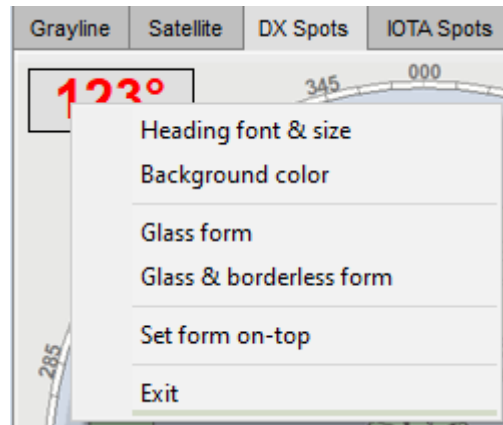 Grayline Satellite DX Spots IOTA Spots
123°
345 000
Heading font & size
Background color
Glass form
Glass & borderless form
Set form on-top
285
Exit